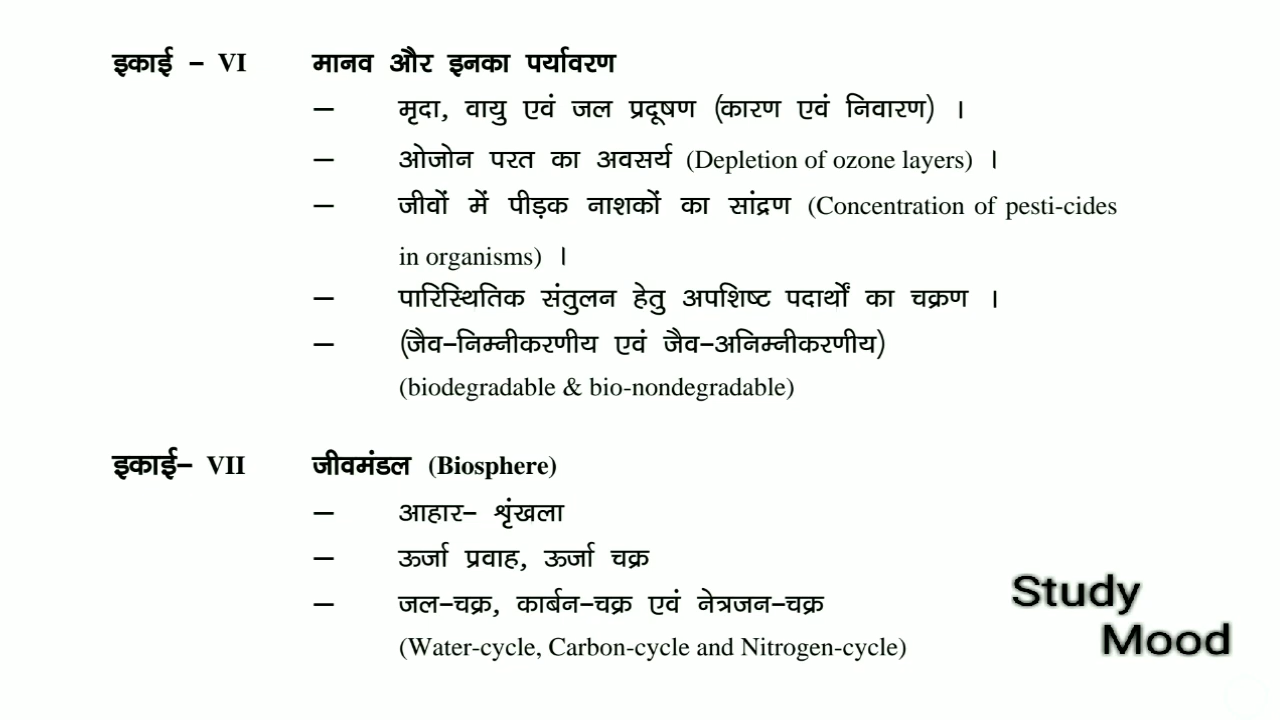 इकाई – VI मानव और इनका पर्यावरण
– मृदा, वायु एवं जल प्रदूषण (कारण एवं निवारण) ।
– ओजोन परत का अवसर्य (Depletion of ozone layers) ।
– जीवों में पीड़क नाशकों का सांद्रण (Concentration of pesti-cides
in organisms) ।
– पारिस्थितिक संतुलन हेतु अपशिष्ट पदार्थों का चक्रण ।
– (जैव–निम्नीकरणीय एवं जैव–अनिम्नीकरणीय)
(biodegradable & bio-nondegradable)
इकाई– VII जीवमंडल (Biosphere)
– आहार– शृंखला
– ऊर्जा प्रवाह, ऊर्जा चक्र
– जल–चक्र, कार्बन–चक्र एवं नेत्रजन–चक्र
(Water-cycle, Carbon-cycle and Nitrogen-cycle)
Study
Mood